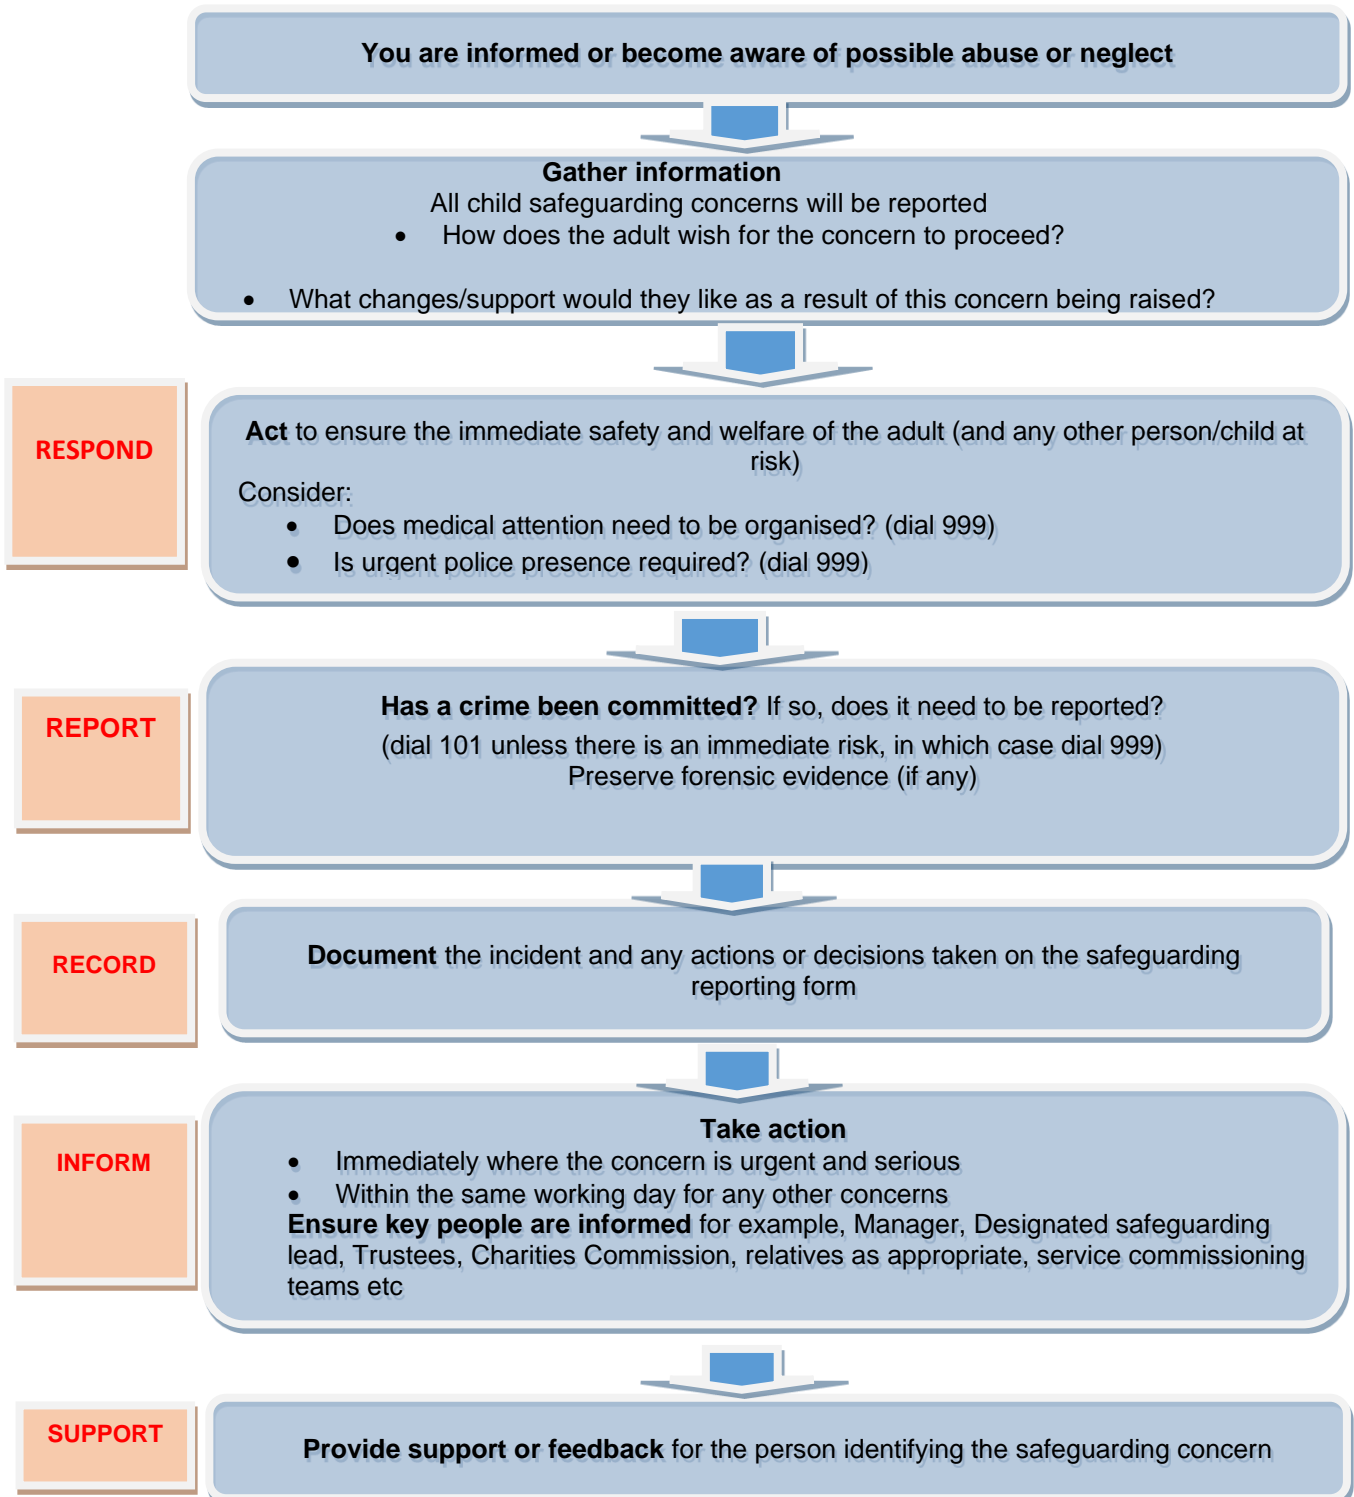 You are informed or become aware of possible abuse or neglect
Gather information
All child safeguarding concerns will be reported
• How does the adult wish for the concern to proceed?
• What changes/support would they like as a result of this concern being raised?
RESPOND
Act to ensure the immediate safety and welfare of the adult (and any other person/child at
risk)
Consider:
• Does medical attention need to be organised? (dial 999)
• Is urgent police presence required? (dial 999)
REPORT
Has a crime been committed? If so, does it need to be reported?
(dial 101 unless there is an immediate risk, in which case dial 999)
Preserve forensic evidence (if any)
RECORD
Document the incident and any actions or decisions taken on the safeguarding
reporting form
INFORM
Take action
• Immediately where the concern is urgent and serious
• Within the same working day for any other concerns
Ensure key people are informed for example, Manager, Designated safeguarding
lead, Trustees, Charities Commission, relatives as appropriate, service commissioning
teams etc
SUPPORT
Provide support or feedback for the person identifying the safeguarding concern